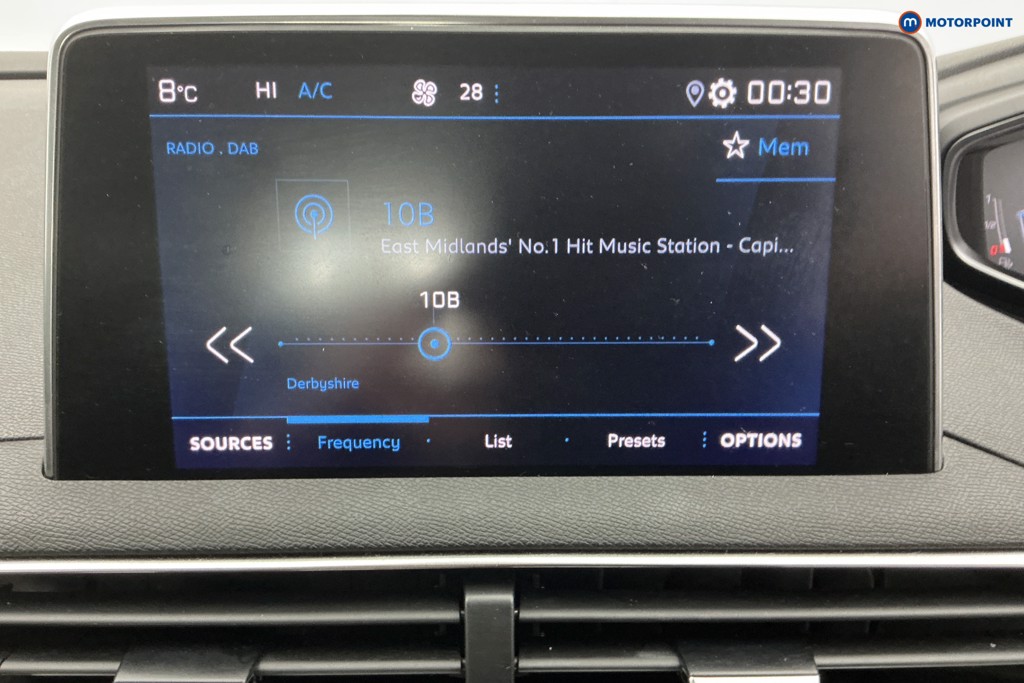 MOTORPOINT
8°C HI A/C 28 00:30
RADIO . DAB
Mem
10B
East Midlands' No.1 Hit Music Station - Capi...
10B
Derbyshire
SOURCES Frequency List Presets OPTIONS